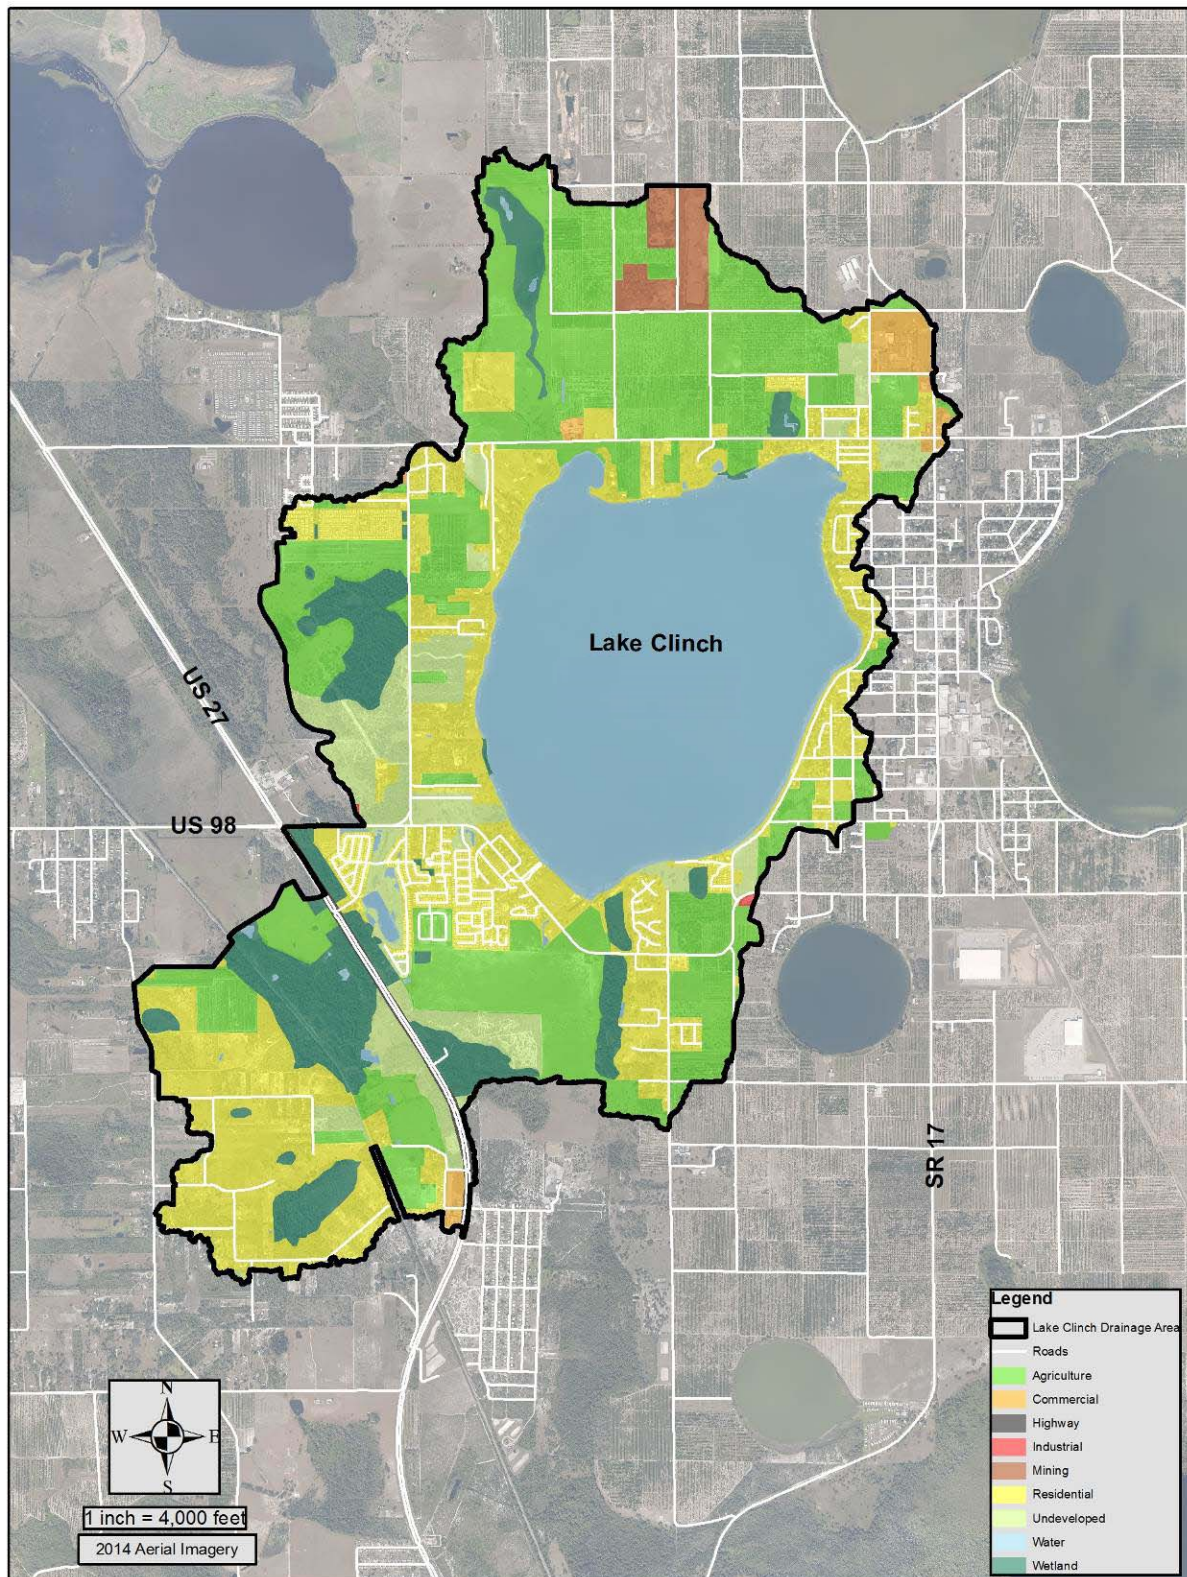 Lake Clinch
US 27
US 98
SR 17
N
W E
S
1 inch = 4,000 feet
2014 Aerial Imagery
Legend
Lake Clinch Drainage Area
Roads
Agriculture
Commercial
Highway
Industrial
Mining
Residential
Undeveloped
Water
Wetland